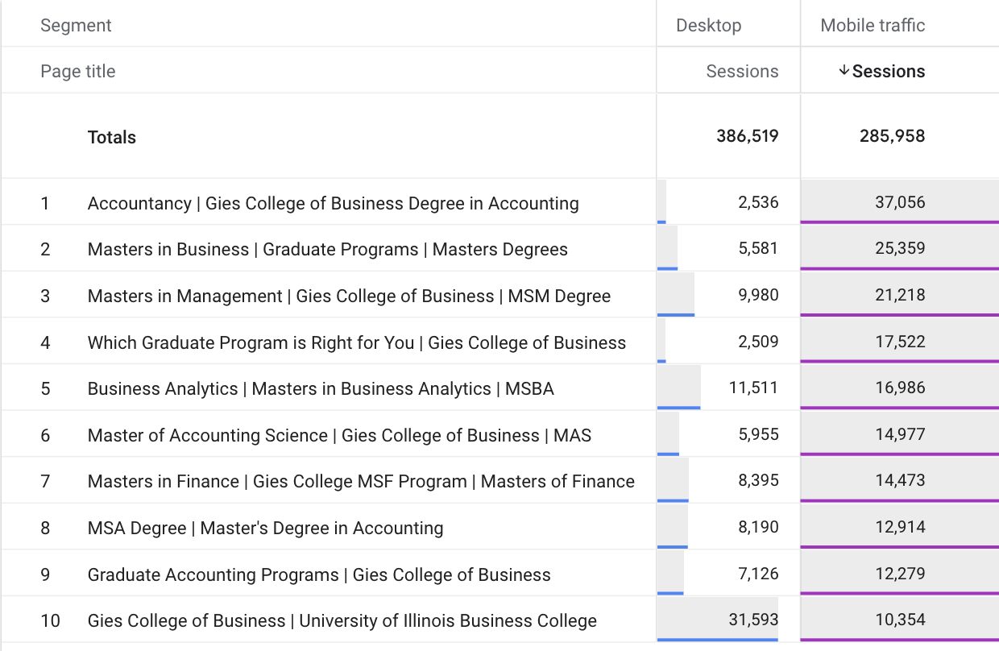 Segment Desktop Mobile traffic
Page title Sessions ↓ Sessions
Totals 386,519 285,958
1 Accountancy | Gies College of Business Degree in Accounting 2,536 37,056
2 Masters in Business | Graduate Programs | Masters Degrees 5,581 25,359
3 Masters in Management | Gies College of Business | MSM Degree 9,980 21,218
4 Which Graduate Program is Right for You | Gies College of Business 2,509 17,522
5 Business Analytics | Masters in Business Analytics | MSBA 11,511 16,986
6 Master of Accounting Science | Gies College of Business | MAS 5,955 14,977
7 Masters in Finance | Gies College MSF Program | Masters of Finance 8,395 14,473
8 MSA Degree | Master's Degree in Accounting 8,190 12,914
9 Graduate Accounting Programs | Gies College of Business 7,126 12,279
10 Gies College of Business | University of Illinois Business College 31,593 10,354